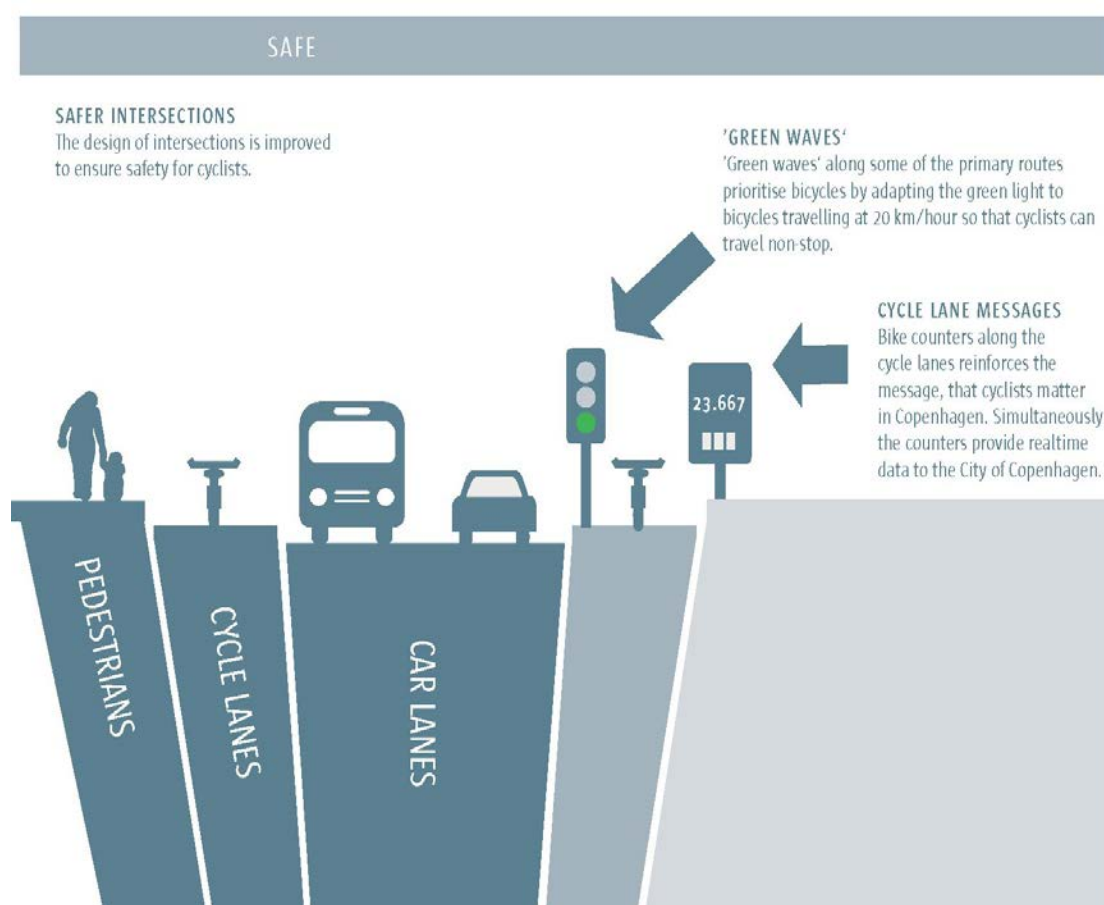 SAFE
SAFER INTERSECTIONS
The design of intersections is improved
to ensure safety for cyclists.
'GREEN WAVES'
'Green waves' along some of the primary routes
prioritise bicycles by adapting the green light to
bicycles travelling at 20 km/hour so that cyclists can
travel non-stop.
CYCLE LANE MESSAGES
Bike counters along the
cycle lanes reinforces the
message, that cyclists matter
in Copenhagen. Simultaneously
the counters provide realtime
data to the City of Copenhagen.
23.667
PEDESTRIANS
CYCLE LANES
CAR LANES